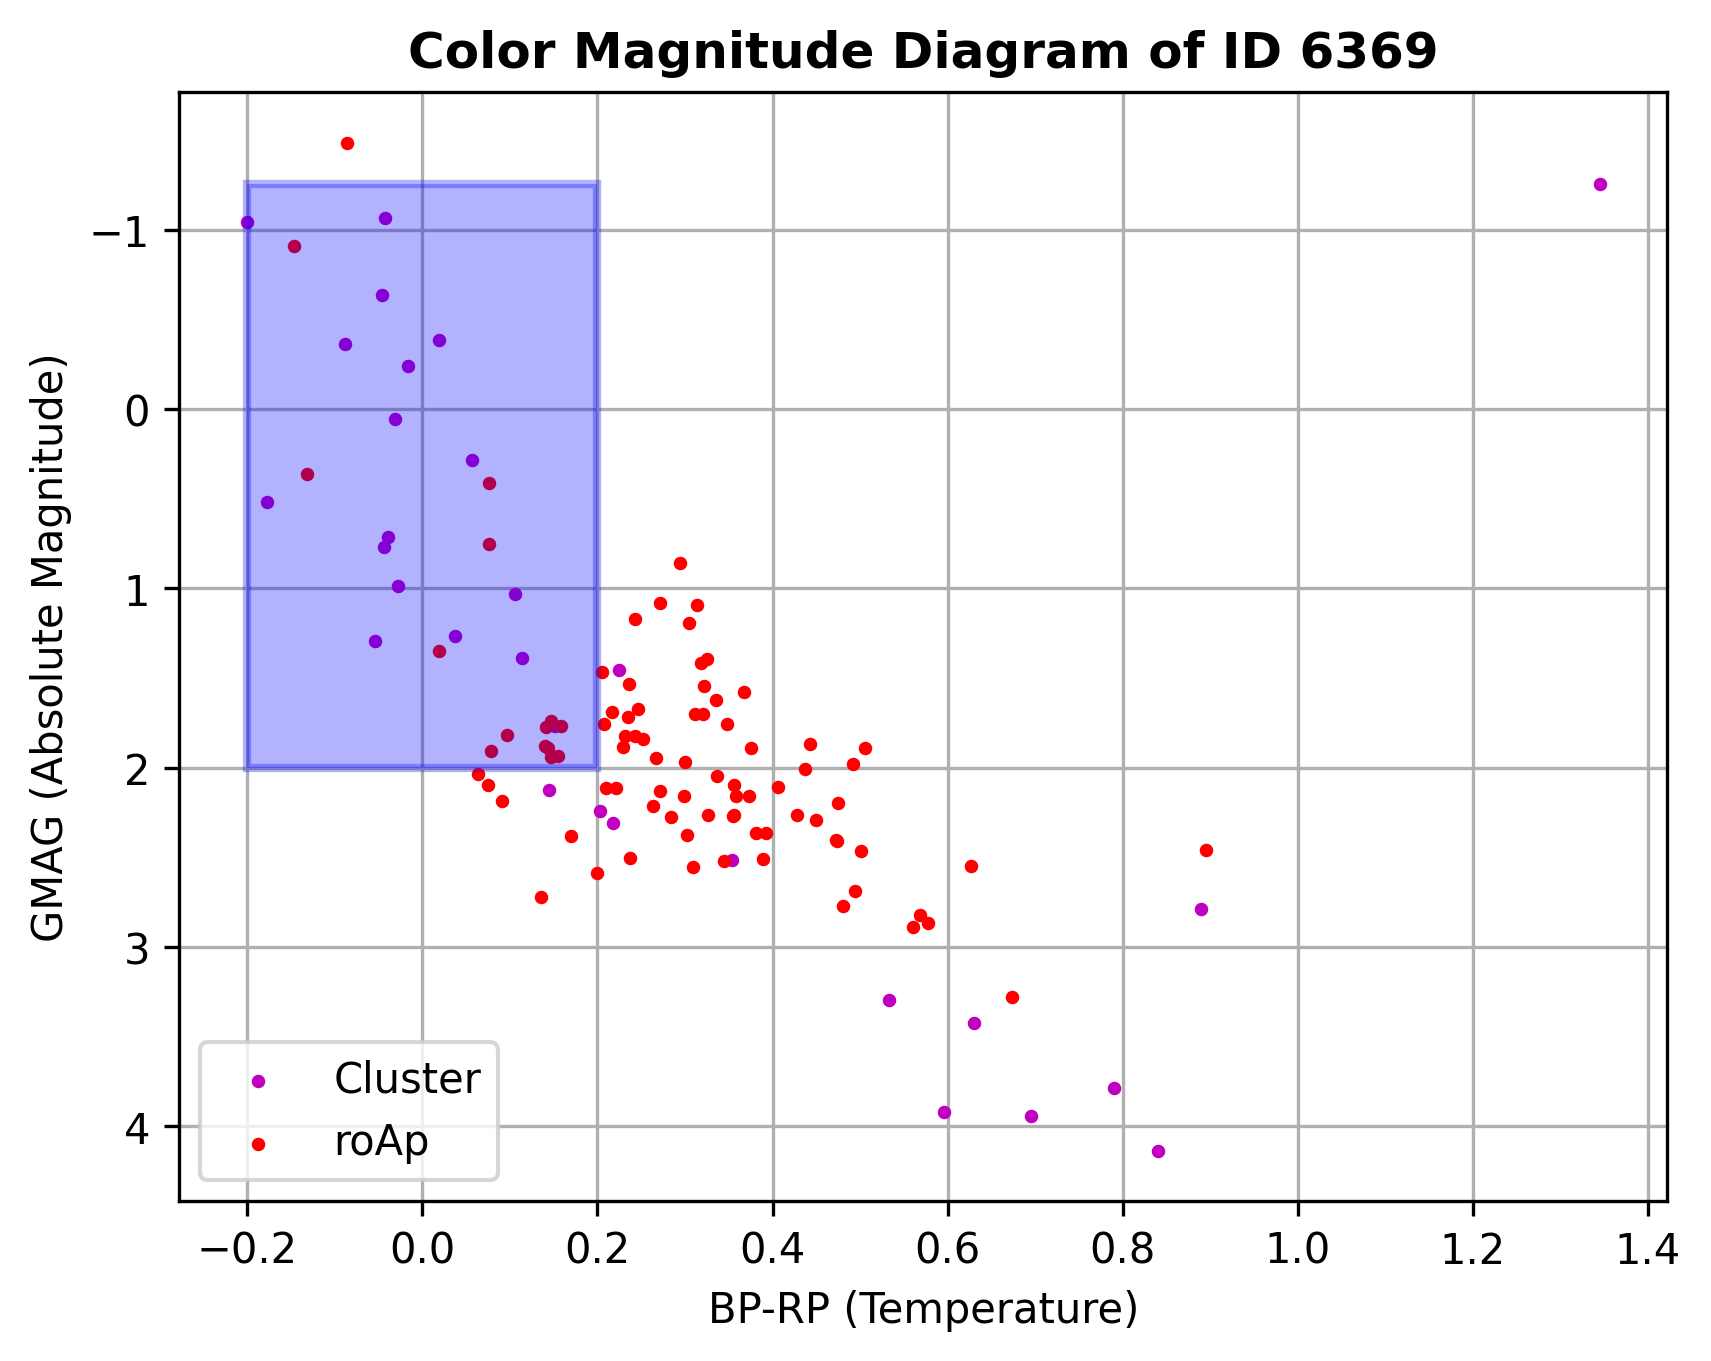 Color Magnitude Diagram of ID 6369
GMAG (Absolute Magnitude)
−1
0
1
2
3
4
Cluster
roAp
−0.2 0.0 0.2 0.4 0.6 0.8 1.0 1.2 1.4
BP-RP (Temperature)